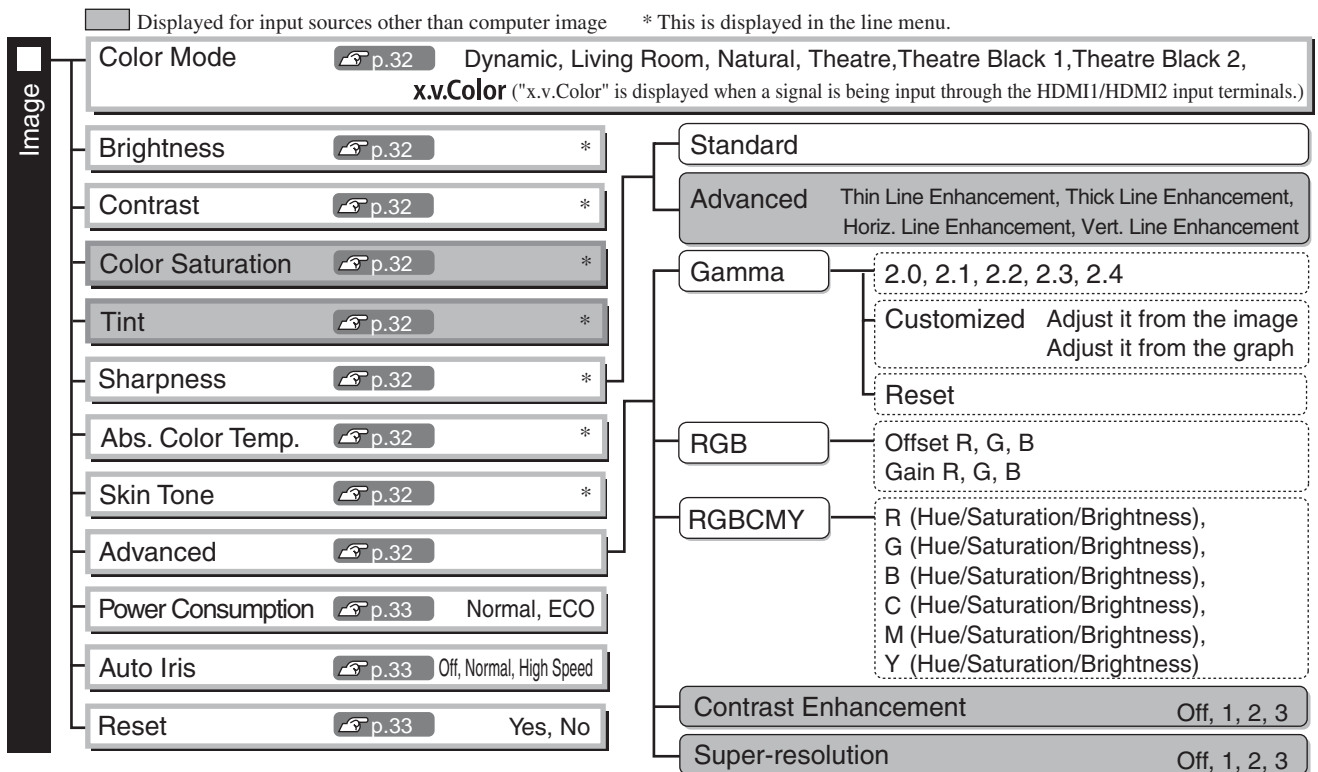 Displayed for input sources other than computer image * This is displayed in the line menu.
Image
Color Mode p.32 Dynamic, Living Room, Natural, Theatre,Theatre Black 1,Theatre Black 2,
x.v.Color ("x.v.Color" is displayed when a signal is being input through the HDMI1/HDMI2 input terminals.)
Brightness p.32 *
Contrast p.32 *
Color Saturation p.32 *
Tint p.32 *
Sharpness p.32 *
Abs. Color Temp. p.32 *
Skin Tone p.32 *
Advanced p.32
Power Consumption p.33 Normal, ECO
Auto Iris p.33 Off, Normal, High Speed
Reset p.33 Yes, No
Standard
Advanced Thin Line Enhancement, Thick Line Enhancement,
Horiz. Line Enhancement, Vert. Line Enhancement
Gamma 2.0, 2.1, 2.2, 2.3, 2.4
Customized Adjust it from the image
Adjust it from the graph
Reset
RGB Offset R, G, B
Gain R, G, B
RGBCMY R (Hue/Saturation/Brightness),
G (Hue/Saturation/Brightness),
B (Hue/Saturation/Brightness),
C (Hue/Saturation/Brightness),
M (Hue/Saturation/Brightness),
Y (Hue/Saturation/Brightness)
Contrast Enhancement Off, 1, 2, 3
Super-resolution Off, 1, 2, 3